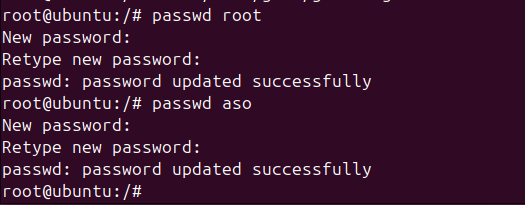 root@ubuntu:/# passwd root
New password:
Retype new password:
passwd: password updated successfully
root@ubuntu:/# passwd aso
New password:
Retype new password:
passwd: password updated successfully
root@ubuntu:/#